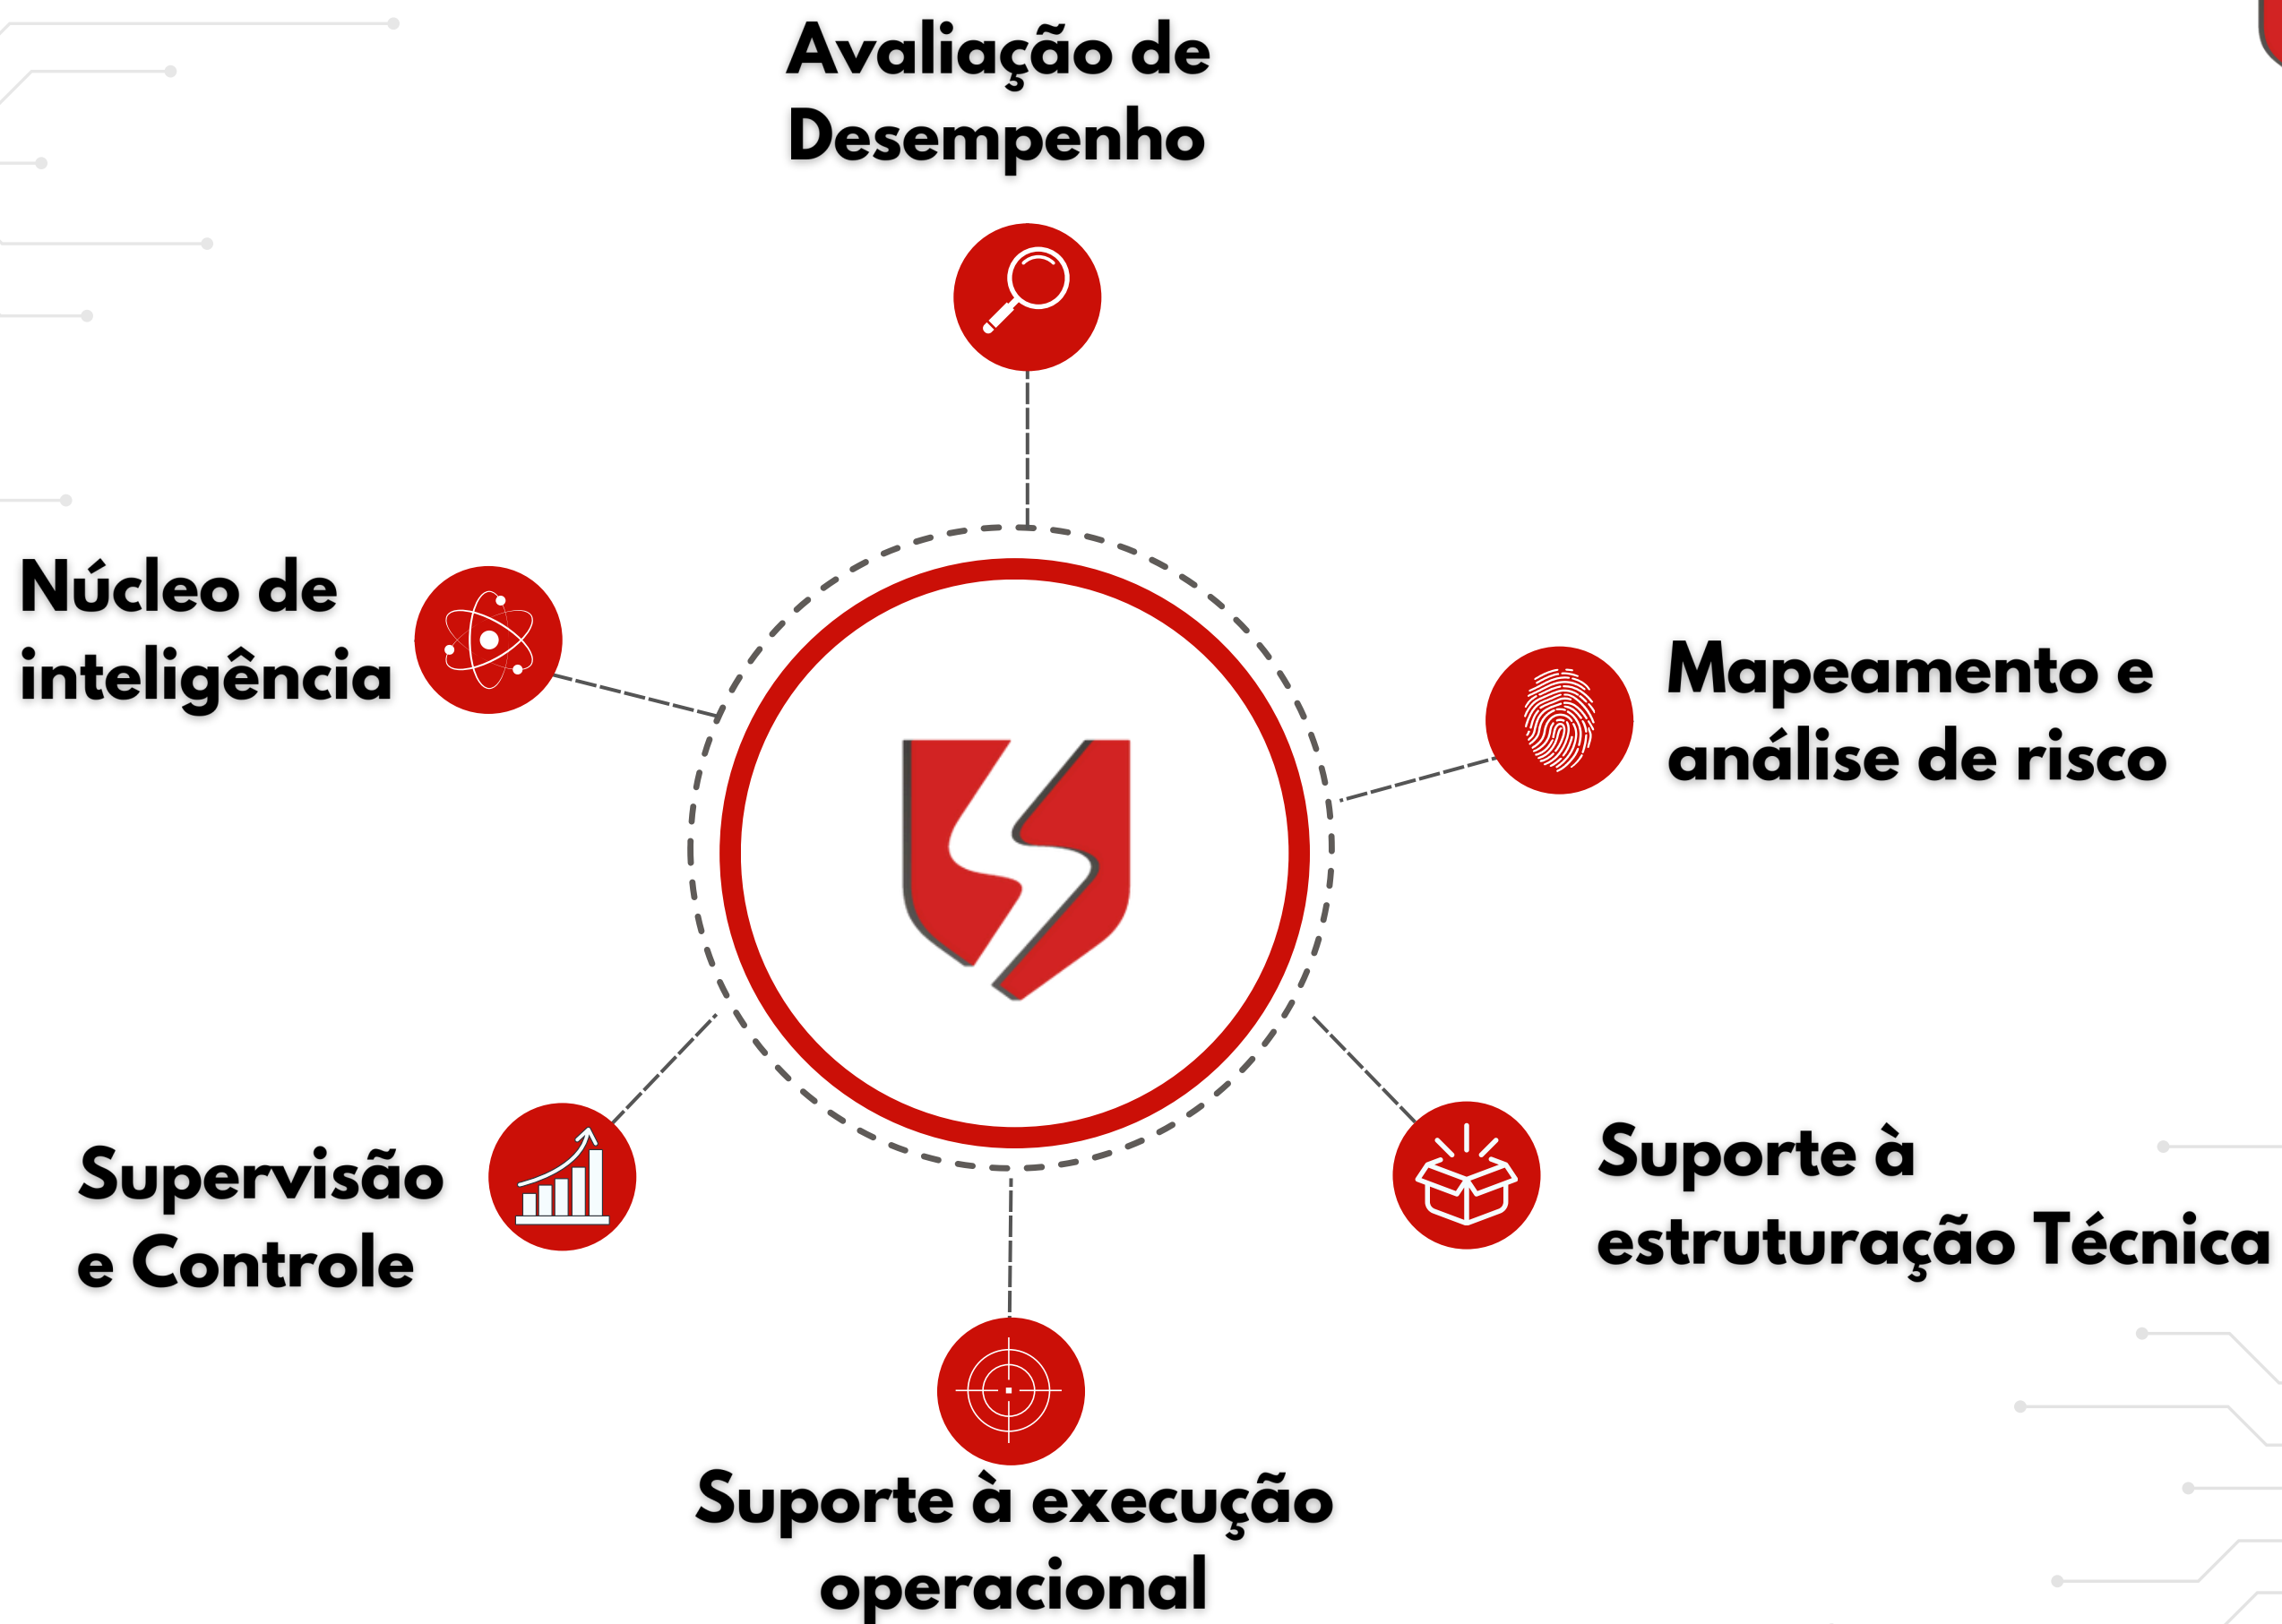 Avaliação de
Desempenho
Núcleo de
inteligência
Mapeamento e
análise de risco
Supervisão
e Controle
Suporte à
estruturação Técnica
Suporte à execução
operacional